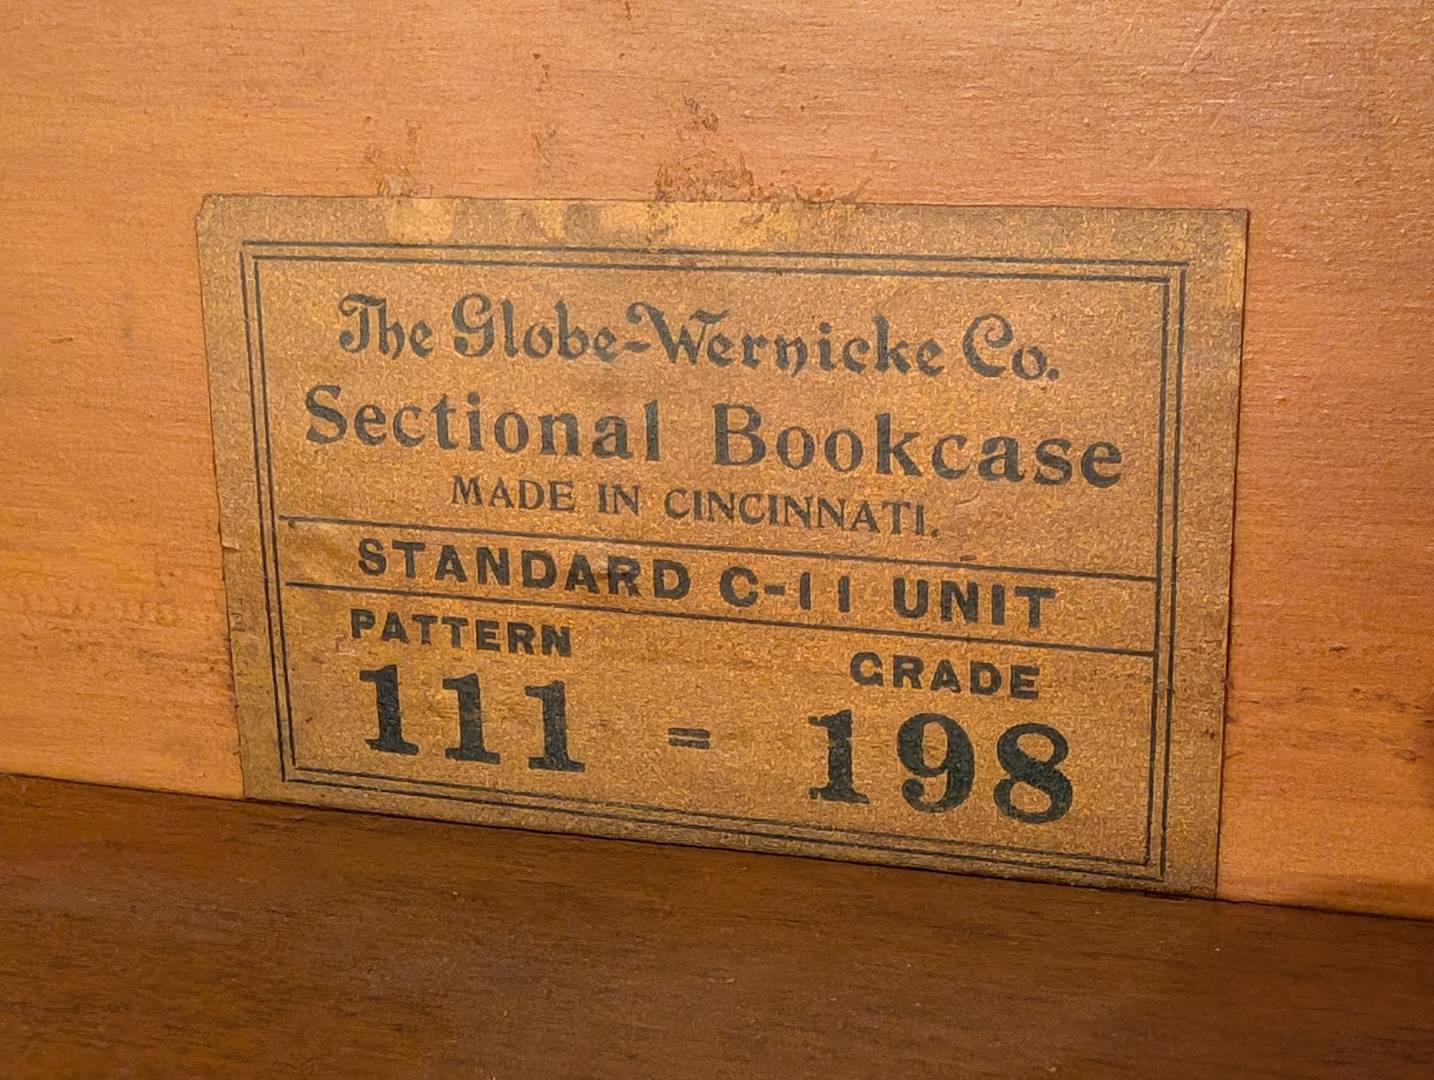 The Globe-Wernicke Co.
Sectional Bookcase
MADE IN CINCINNATI.
STANDARD C-11 UNIT
PATTERN GRADE
111 = 198